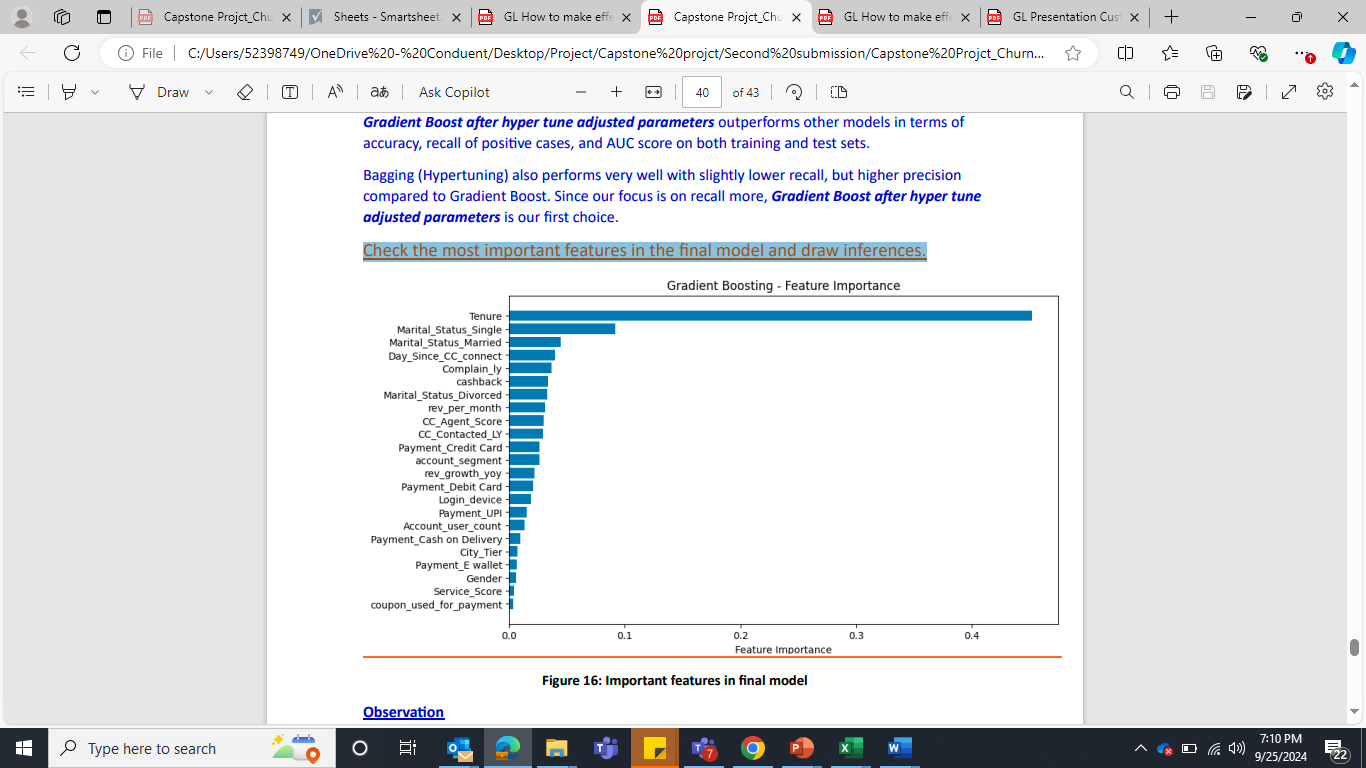 Capstone Projct_Chu
Sheets - Smartsheet.
GL How to make effe
Capstone Projct_Chu
GL How to make effe
GL Presentation Cust
File
C:/Users/52398749/OneDrive%20-%20Conduent/Desktop/Project/Capstone%20projct/Second%20submission/Capstone%20Projct_Churn...
Draw
Ask Copilot
40 of 43
Gradient Boost after hyper tune adjusted parameters outperforms other models in terms of
accuracy, recall of positive cases, and AUC score on both training and test sets.
Bagging (Hypertuning) also performs very well with slightly lower recall, but higher precision
compared to Gradient Boost. Since our focus is on recall more, Gradient Boost after hyper tune
adjusted parameters is our first choice.
Check the most important features in the final model and draw inferences.
Gradient Boosting - Feature Importance
Tenure
Marital_Status_Single
Marital_Status_Married
Day_Since_CC_connect
Complain_ly
cashback
Marital_Status_Divorced
rev_per_month
CC_Agent_Score
CC_Contacted_LY
Payment_Credit Card
account_segment
rev_growth_yoy
Payment_Debit Card
Login_device
Payment_UPI
Account_user_count
Payment_Cash on Delivery
City_Tier
Payment_E wallet
Gender
Service_Score
coupon_used_for_payment
0.0 0.1 0.2 0.3 0.4
Feature Importance
Figure 16: Important features in final model
Observation
Type here to search
7
7:10 PM
9/25/2024
22